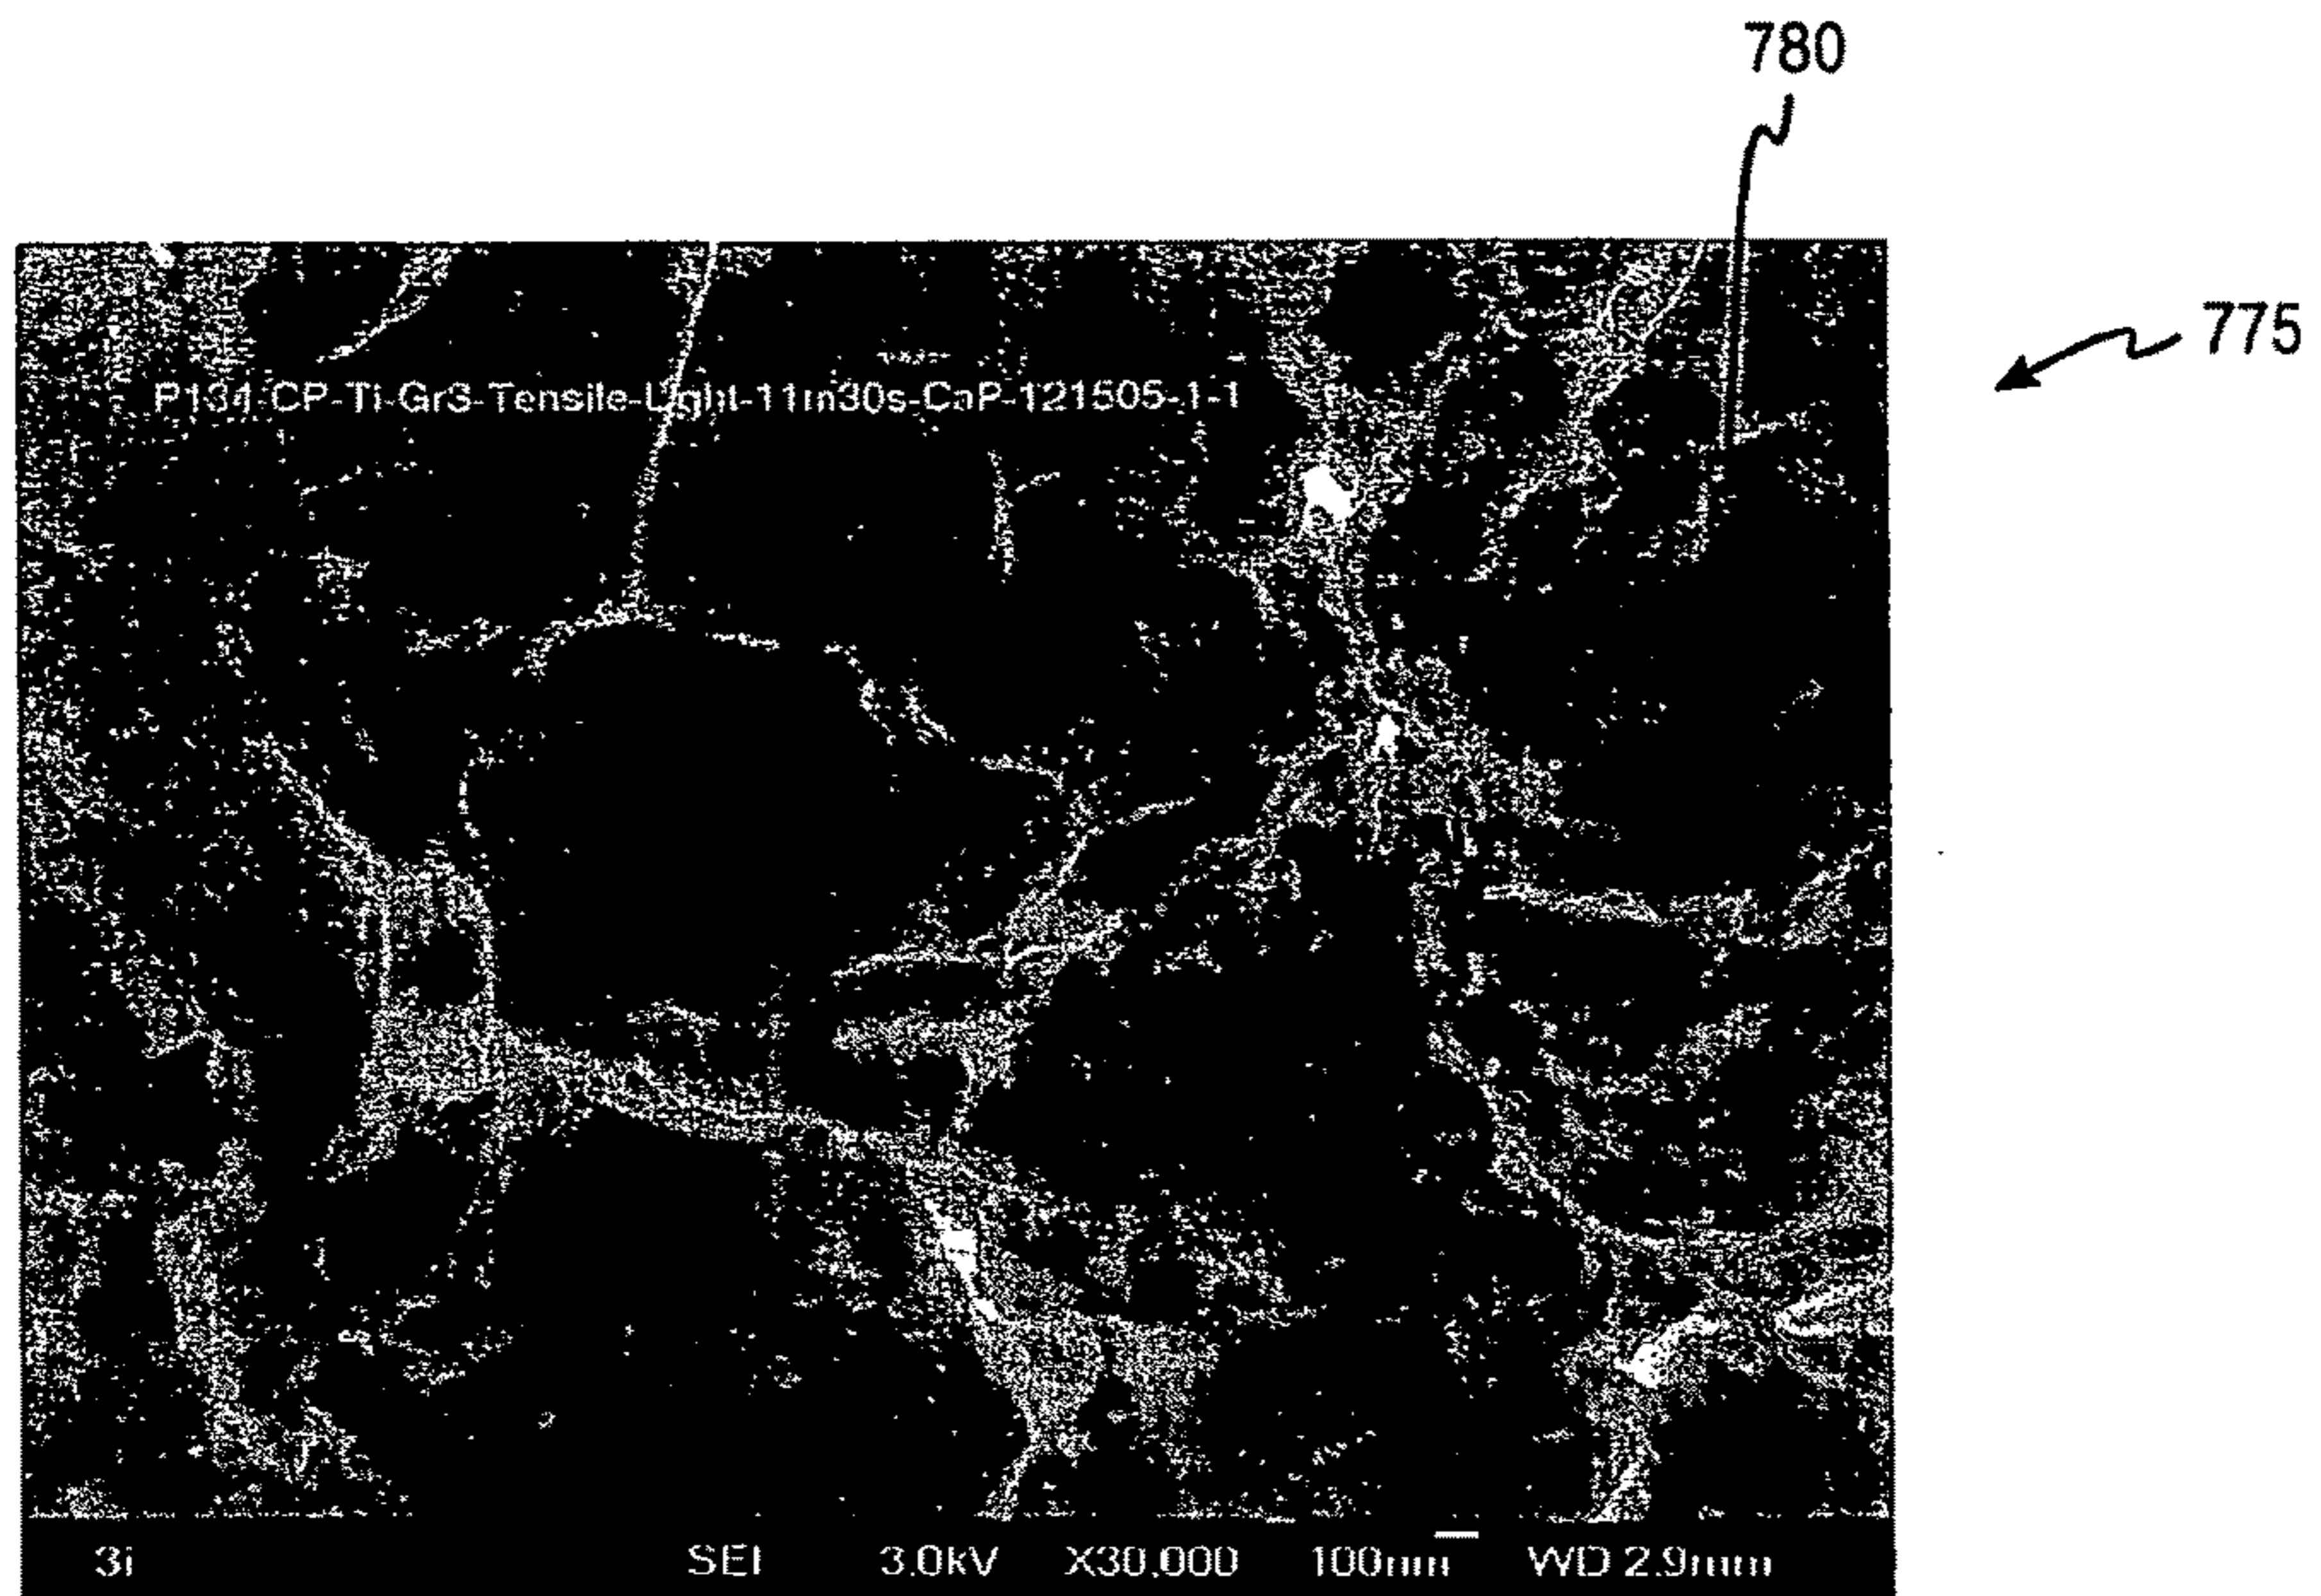 780
775
P134-CP-Ti-Gr3-Tensile-Light-11m30s-CaP-121505-1-1
3i SEI 3.0kV X30,000 100nm WD 2.9mm